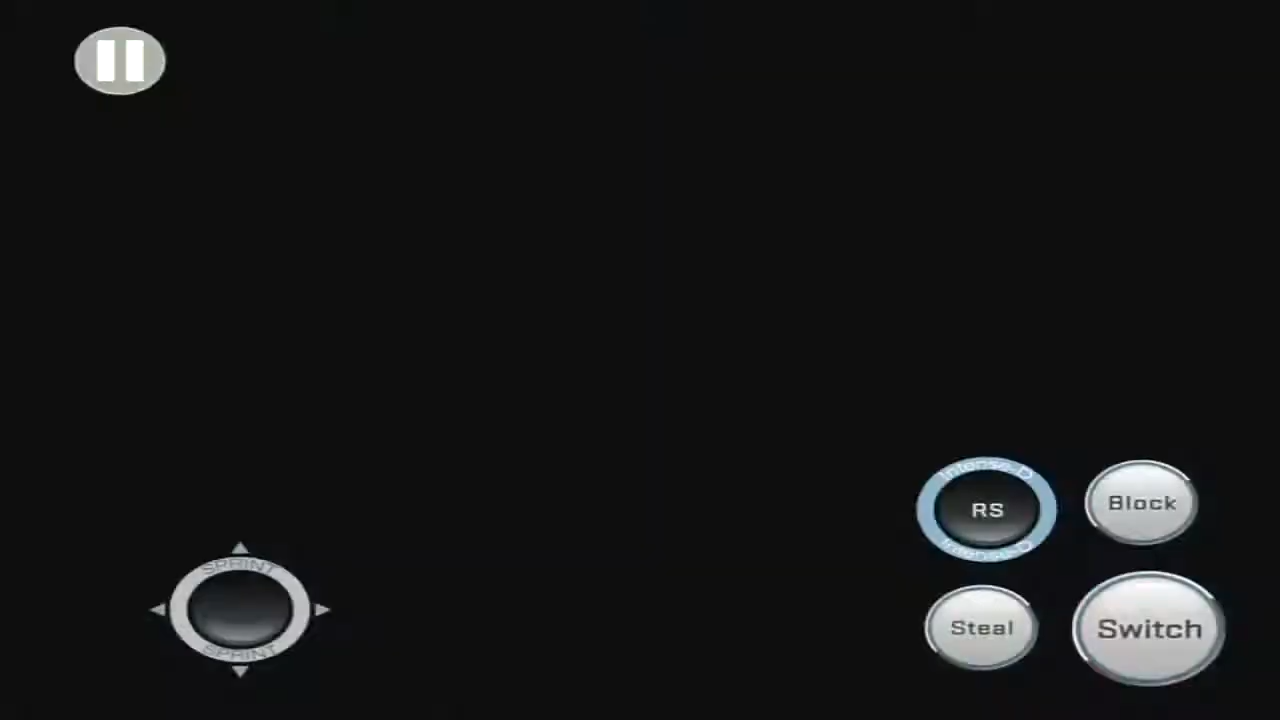 Intense-D
RS
Intense-D
Block
SPRINT
SPRINT
Steal
Switch